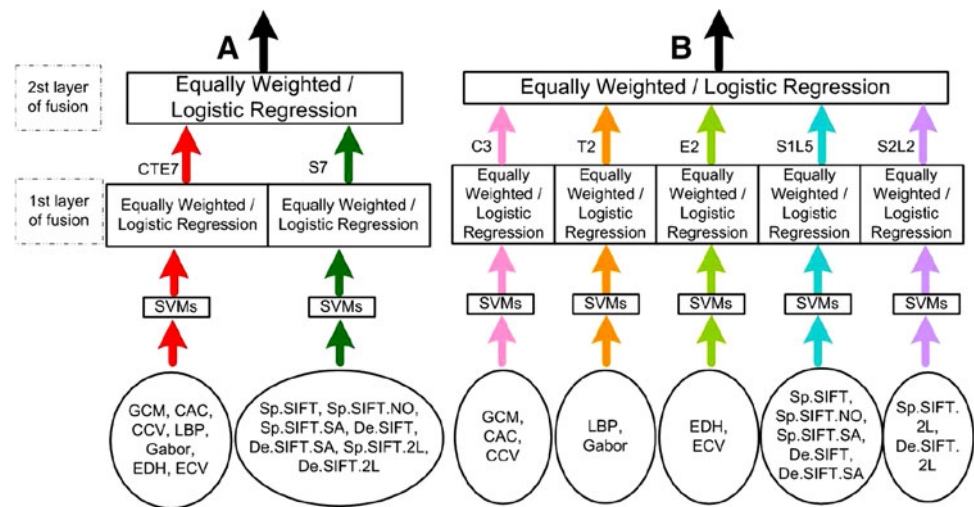 A
B
2st layer
of fusion
Equally Weighted /
Logistic Regression
Equally Weighted / Logistic Regression
CTE7
S7
C3
T2
E2
S1L5
S2L2
1st layer
of fusion
Equally Weighted /
Logistic Regression
Equally Weighted /
Logistic Regression
Equally
Weighted /
Logistic
Regression
Equally
Weighted /
Logistic
Regression
Equally
Weighted /
Logistic
Regression
Equally
Weighted /
Logistic
Regression
Equally
Weighted /
Logistic
Regression
SVMs
SVMs
SVMs
SVMs
SVMs
SVMs
SVMs
GCM, CAC,
CCV, LBP,
Gabor,
EDH, ECV
Sp.SIFT, Sp.SIFT.NO,
Sp.SIFT.SA, De.SIFT,
De.SIFT.SA, Sp.SIFT.2L,
De.SIFT.2L
GCM,
CAC,
CCV
LBP,
Gabor
EDH,
ECV
Sp.SIFT,
Sp.SIFT.NO,
Sp.SIFT.SA,
De.SIFT,
De.SIFT.SA
Sp.SIFT.
2L,
De.SIFT.
2L